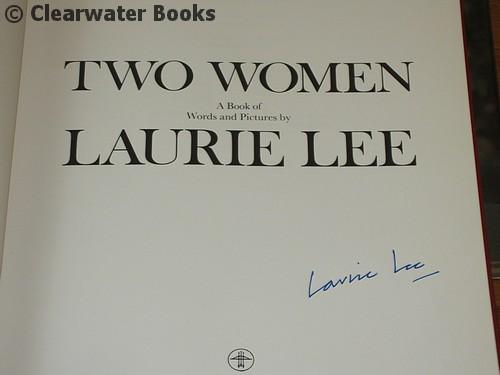 © Clearwater Books
TWO WOMEN
A Book of
Words and Pictures by
LAURIE LEE
Laurie Lee